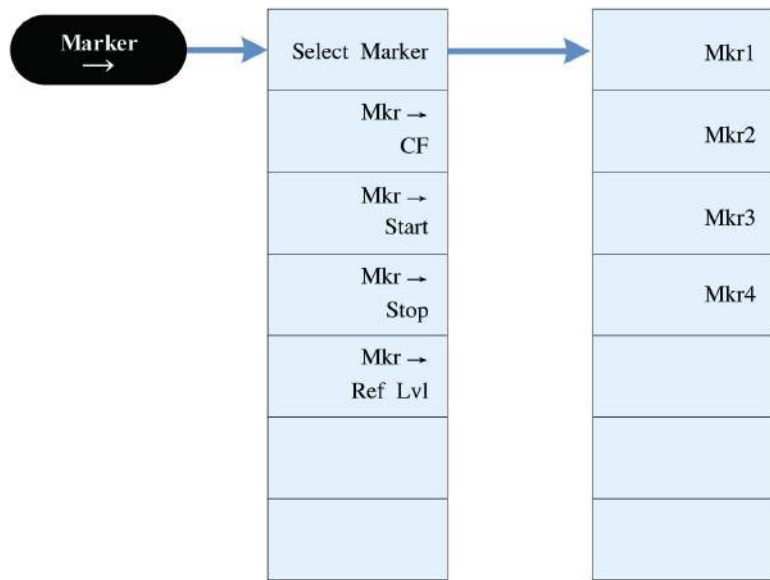 Marker
→
Select Marker
Mkr →
CF
Mkr →
Start
Mkr →
Stop
Mkr →
Ref Lvl
Mkr1
Mkr2
Mkr3
Mkr4